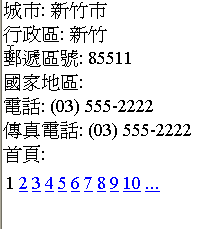 城市: 新竹市
行政區: 新竹
郵遞區號: 85511
國家地區:
電話: (03) 555-2222
傳真電話: (03) 555-2222
首頁:
1 2 3 4 5 6 7 8 9 10 ...